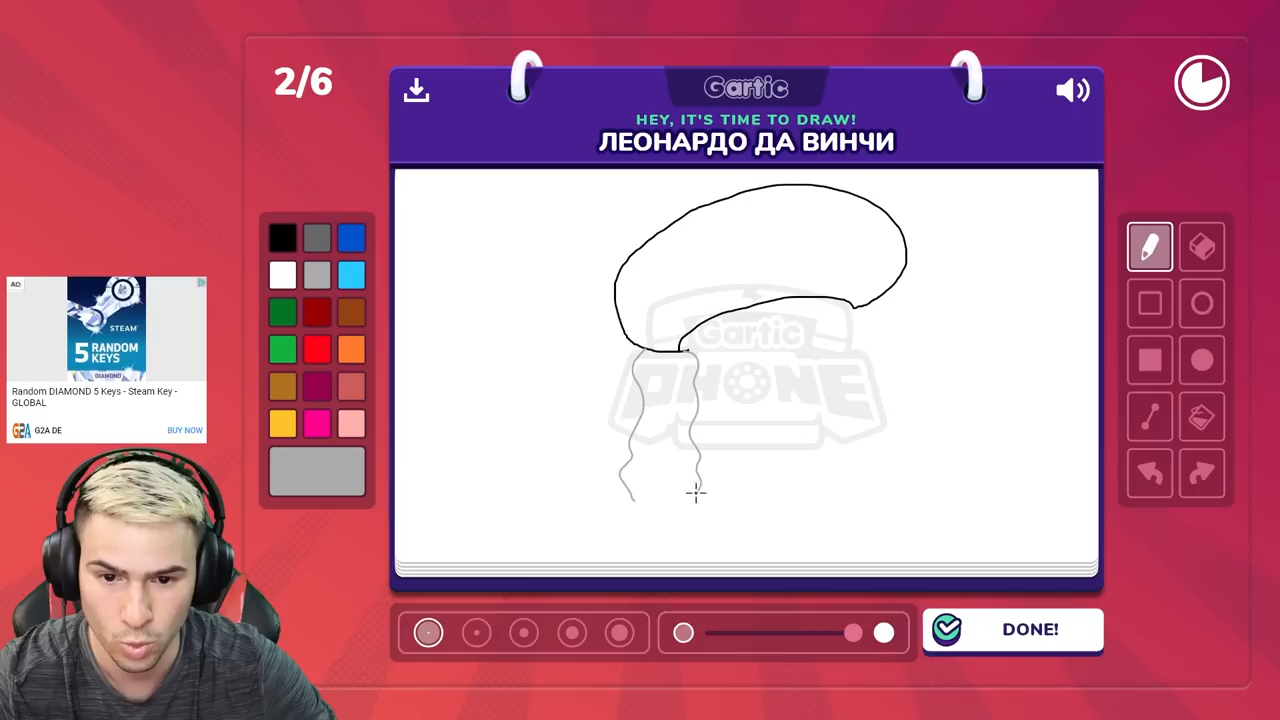 2/6
Gartic
HEY, IT'S TIME TO DRAW!
ЛЕОНАРДО ДА ВИНЧИ
AD
STEAM
5 RANDOM
KEYS
DIAMOND
Random DIAMOND 5 Keys - Steam Key -
GLOBAL
G2A
G2A DE
BUY NOW
Gartic
PHONE
DONE!